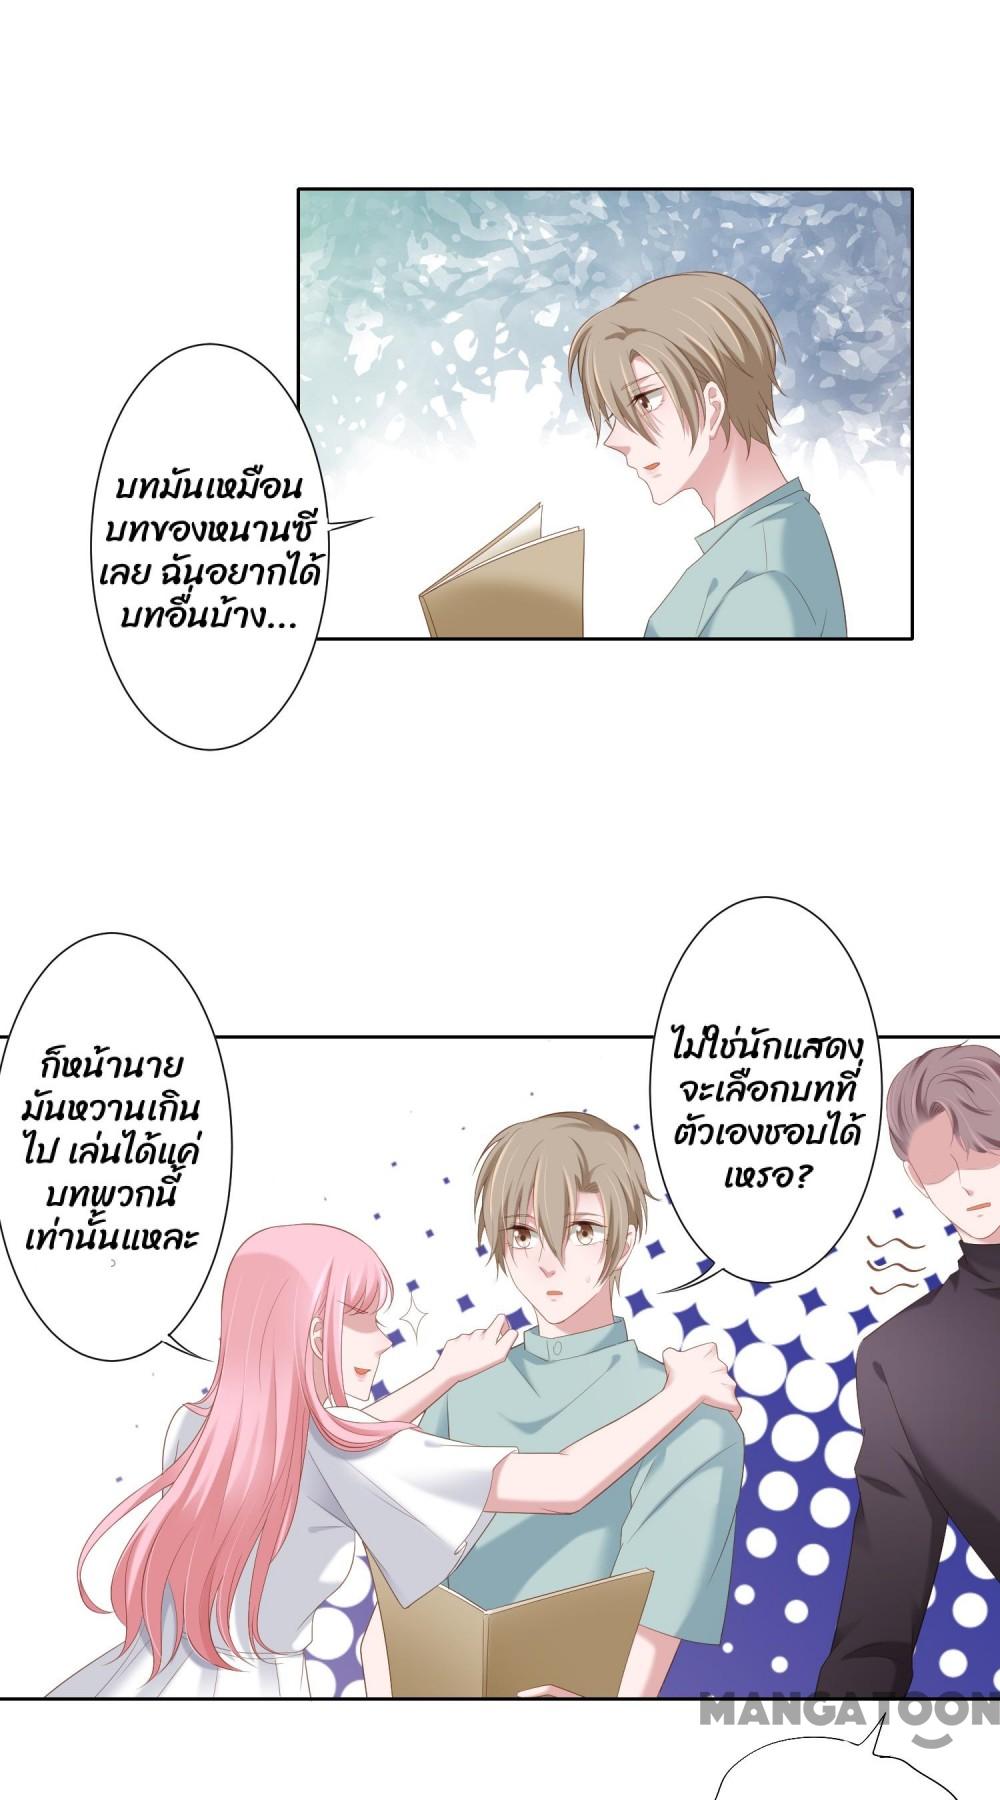 บทมันเหมือน
บทของหนานซี
เลย ฉันอยากได้
บทอื่นบ้าง...
ไม่ใช่นักแสดง
จะเลือกบทที่
ตัวเองชอบได้
เหรอ?
ก็หน้านาย
มันหวานเกิน
ไป เล่นได้แค่
บทพวกนี้
เท่านั้นแหละ
MANGATOON